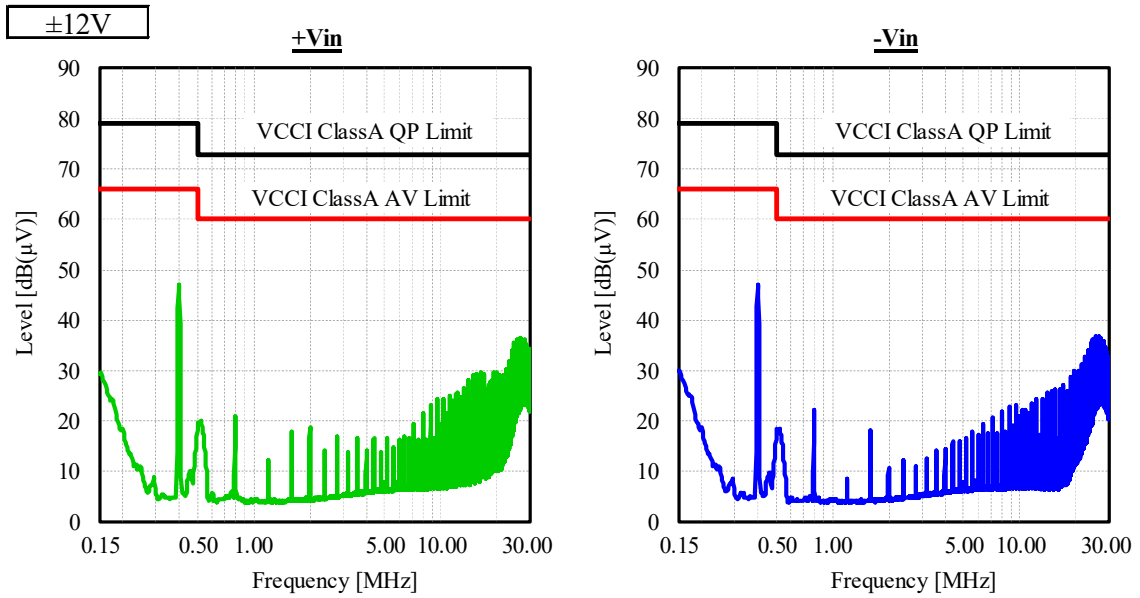 ±12V
+Vin
90
80
70
60
50
40
30
20
10
0
Level [dB(µV)]
VCCI ClassA QP Limit
VCCI ClassA AV Limit
0.15 0.50 1.00 5.00 10.00 30.00
Frequency [MHz]
-Vin
90
80
70
60
50
40
30
20
10
0
Level [dB(µV)]
VCCI ClassA QP Limit
VCCI ClassA AV Limit
0.15 0.50 1.00 5.00 10.00 30.00
Frequency [MHz]